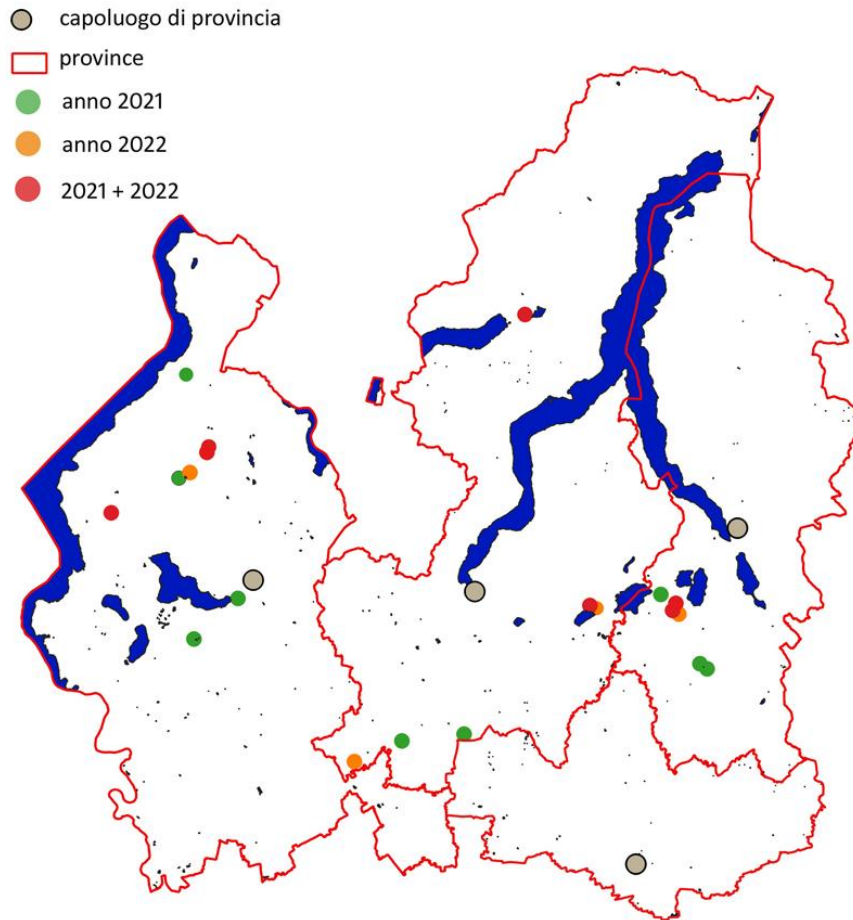 capoluogo di provincia
province
anno 2021
anno 2022
2021 + 2022